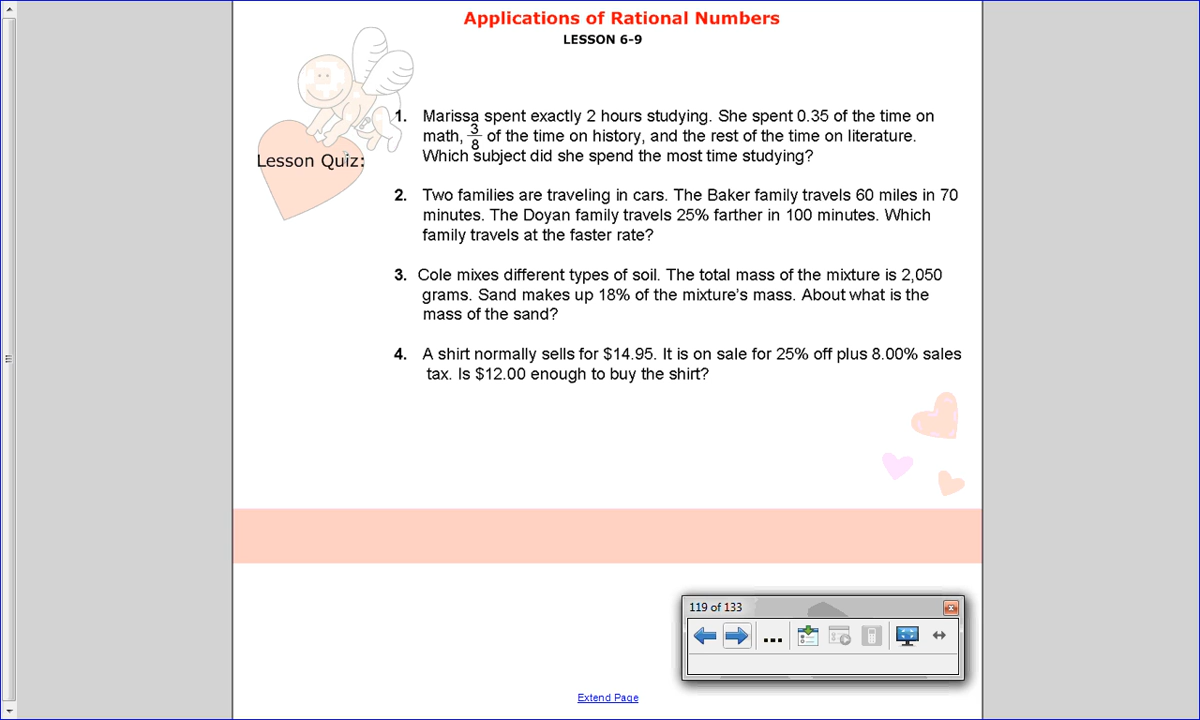 Applications of Rational Numbers
LESSON 6-9
Lesson Quiz:
1. Marissa spent exactly 2 hours studying. She spent 0.35 of the time on
math, 3/8 of the time on history, and the rest of the time on literature.
Which subject did she spend the most time studying?
2. Two families are traveling in cars. The Baker family travels 60 miles in 70
minutes. The Doyan family travels 25% farther in 100 minutes. Which
family travels at the faster rate?
3. Cole mixes different types of soil. The total mass of the mixture is 2,050
grams. Sand makes up 18% of the mixture's mass. About what is the
mass of the sand?
4. A shirt normally sells for $14.95. It is on sale for 25% off plus 8.00% sales
tax. Is $12.00 enough to buy the shirt?
119 of 133
...
Extend Page